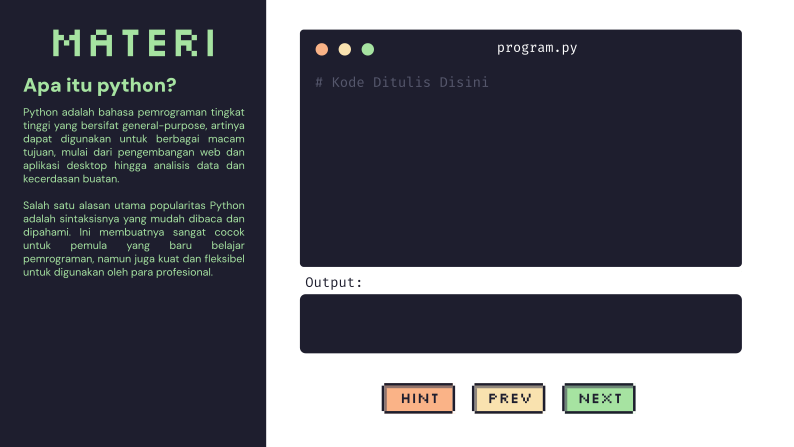 MATERI
Apa itu python?
Python adalah bahasa pemrograman tingkat
tinggi yang bersifat general-purpose, artinya
dapat digunakan untuk berbagai macam
tujuan, mulai dari pengembangan web dan
aplikasi desktop hingga analisis data dan
kecerdasan buatan.
Salah satu alasan utama popularitas Python
adalah sintaksisnya yang mudah dibaca dan
dipahami. Ini membuatnya sangat cocok
untuk pemula yang baru belajar
pemrograman, namun juga kuat dan fleksibel
untuk digunakan oleh para profesional.
program.py
# Kode Ditulis Disini
Output:
HINT
PREV
NEXT